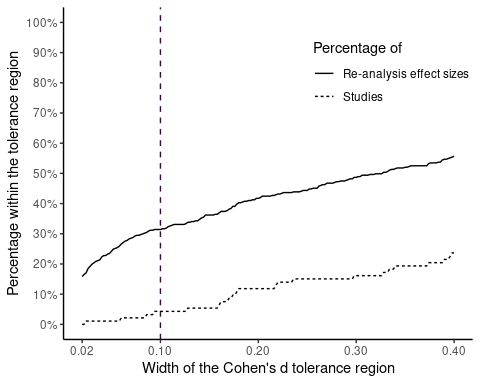 Percentage within the tolerance region
100%
90%
80%
70%
60%
50%
40%
30%
20%
10%
0%
Percentage of
Re-analysis effect sizes
Studies
0.02 0.10 0.20 0.30 0.40
Width of the Cohen's d tolerance region